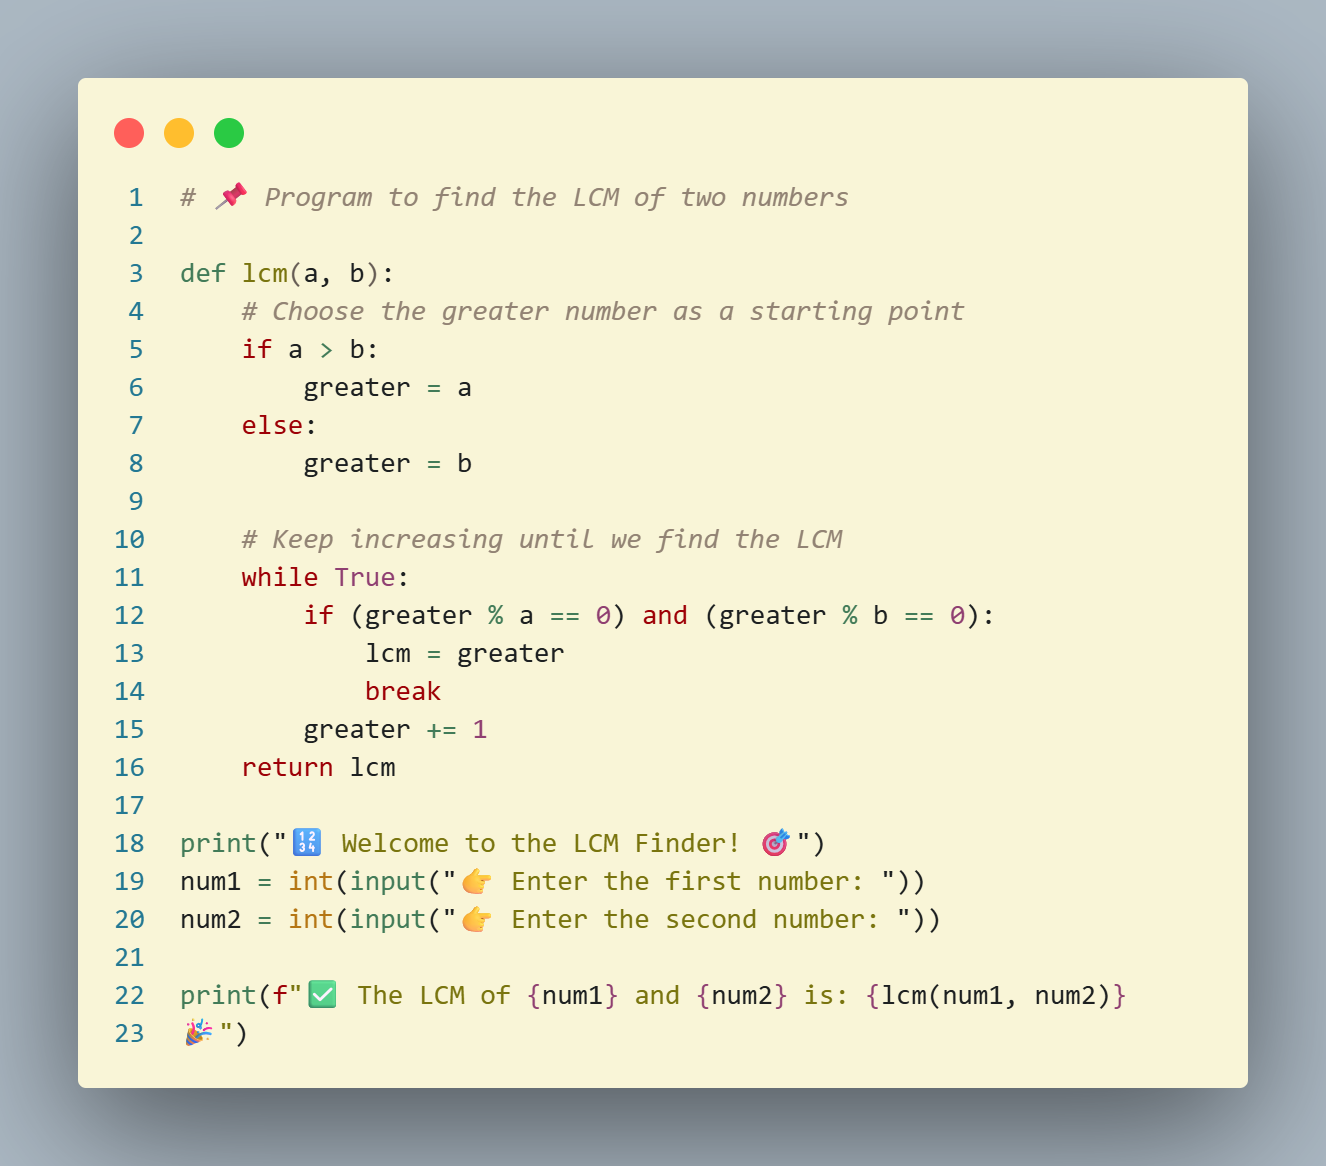 1 # 📌 Program to find the LCM of two numbers
2
3 def lcm(a, b):
4     # Choose the greater number as a starting point
5     if a > b:
6         greater = a
7     else:
8         greater = b
9
10     # Keep increasing until we find the LCM
11     while True:
12         if (greater % a == 0) and (greater % b == 0):
13             lcm = greater
14             break
15         greater += 1
16     return lcm
17
18 print("🔢 Welcome to the LCM Finder! 🎯")
19 num1 = int(input("👉 Enter the first number: "))
20 num2 = int(input("👉 Enter the second number: "))
21
22 print(f"✅ The LCM of {num1} and {num2} is: {lcm(num1, num2)}
23 🎉")